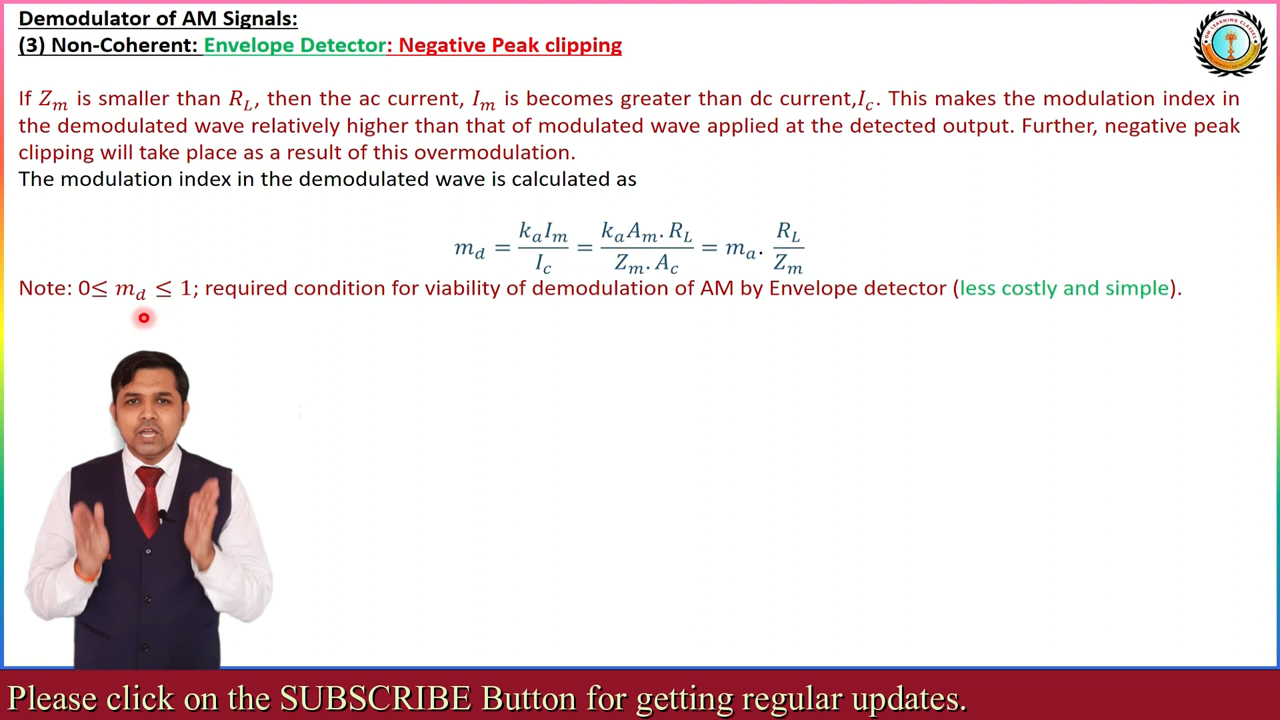 Demodulator of AM Signals:
(3) Non-Coherent: Envelope Detector: Negative Peak clipping
If Zₘ is smaller than R_L, then the ac current, Iₘ is becomes greater than dc current,I_c. This makes the modulation index in
the demodulated wave relatively higher than that of modulated wave applied at the detected output. Further, negative peak
clipping will take place as a result of this overmodulation.
The modulation index in the demodulated wave is calculated as
m_d = k_a I_m / I_c = k_a A_m . R_L / Z_m . A_c = m_a . R_L / Z_m
Note: 0≤ m_d ≤ 1; required condition for viability of demodulation of AM by Envelope detector (less costly and simple).
Please click on the SUBSCRIBE Button for getting regular updates.